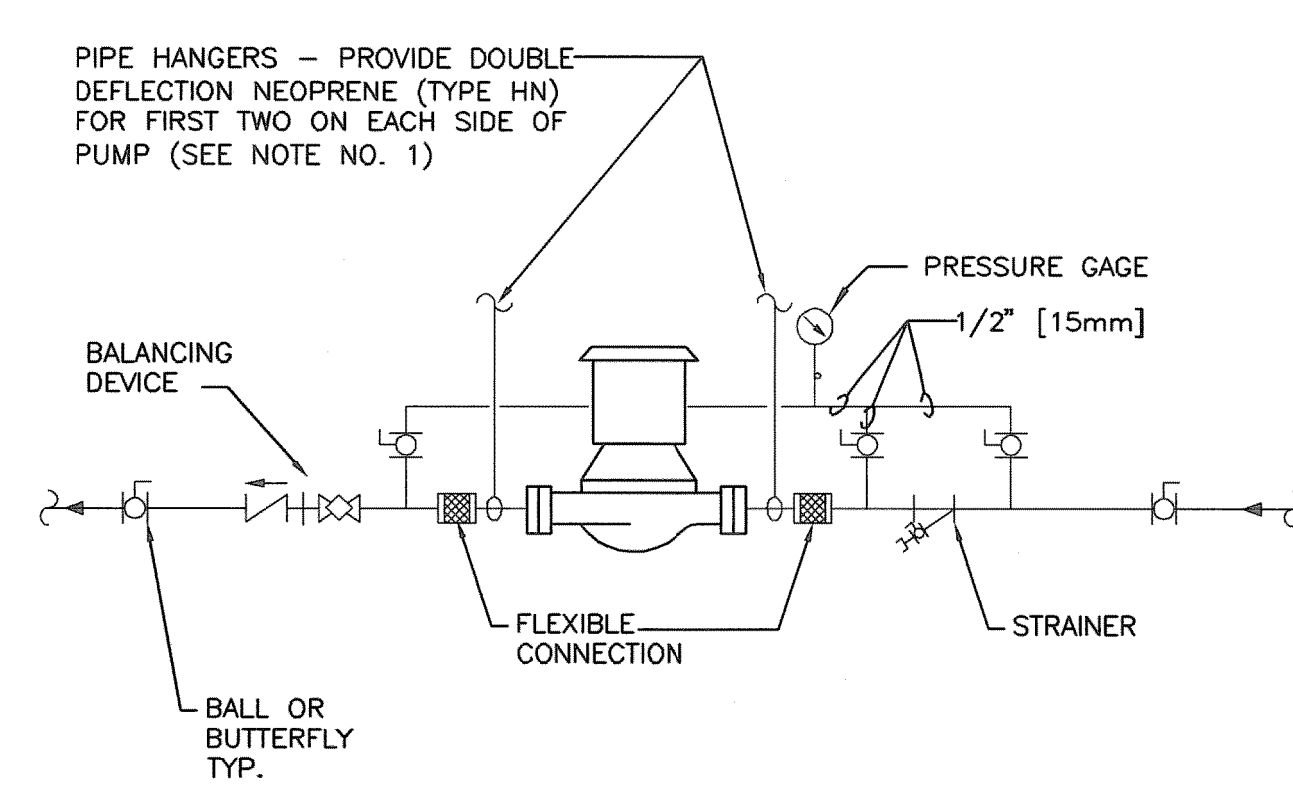 PIPE HANGERS – PROVIDE DOUBLE
DEFLECTION NEOPRENE (TYPE HN)
FOR FIRST TWO ON EACH SIDE OF
PUMP (SEE NOTE NO. 1)
PRESSURE GAGE
1/2" [15mm]
BALANCING
DEVICE
FLEXIBLE
CONNECTION
STRAINER
BALL OR
BUTTERFLY
TYP.